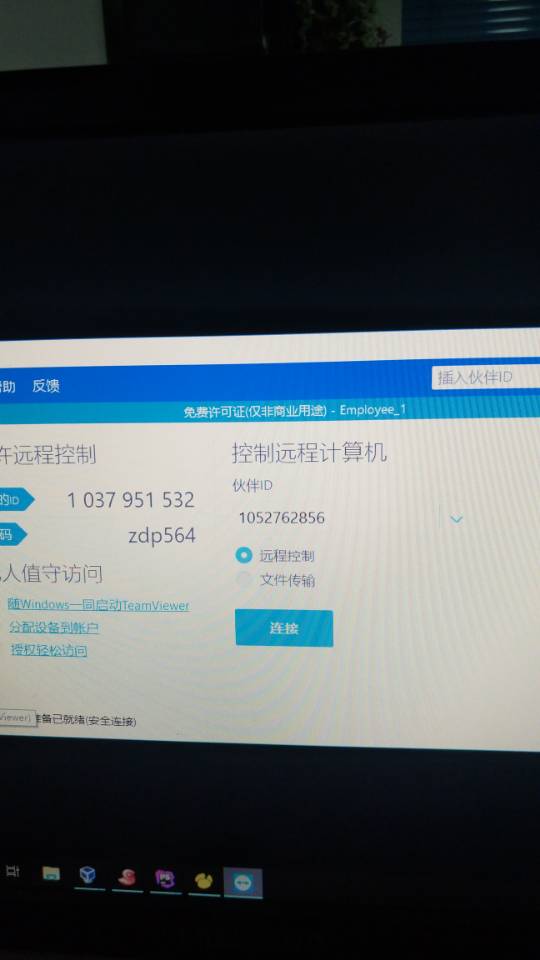 助 反馈
插入伙伴ID
免费许可证(仅非商业用途) - Employee_1
许远程控制
控制远程计算机
的ID
1 037 951 532
伙伴ID
码
zdp564
1052762856
远程控制
文件传输
人值守访问
随Windows一同启动TeamViewer
分配设备到帐户
授权轻松访问
连接
Viewer)
准备已就绪(安全连接)